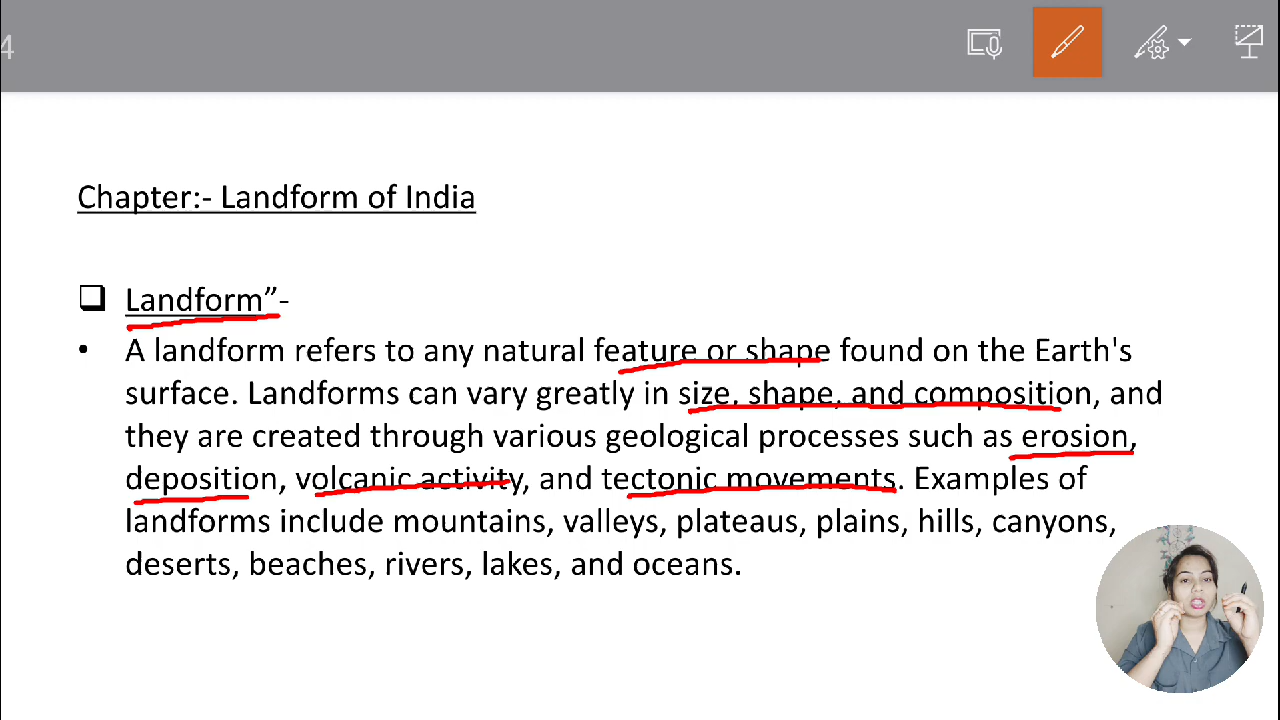 4
Chapter:- Landform of India
Landform”-
• A landform refers to any natural feature or shape found on the Earth's
surface. Landforms can vary greatly in size, shape, and composition, and
they are created through various geological processes such as erosion,
deposition, volcanic activity, and tectonic movements. Examples of
landforms include mountains, valleys, plateaus, plains, hills, canyons,
deserts, beaches, rivers, lakes, and oceans.